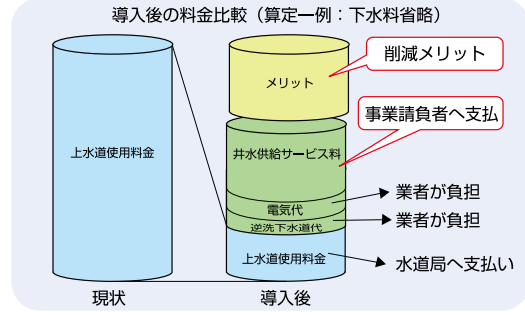 導入後の料金比較（算定一例：下水料省略）
削減メリット
メリット
事業請負者へ支払
上水道使用料金
井水供給サービス料
業者が負担
電気代
業者が負担
逆洗下水道代
上水道使用料金
水道局へ支払い
現状
導入後